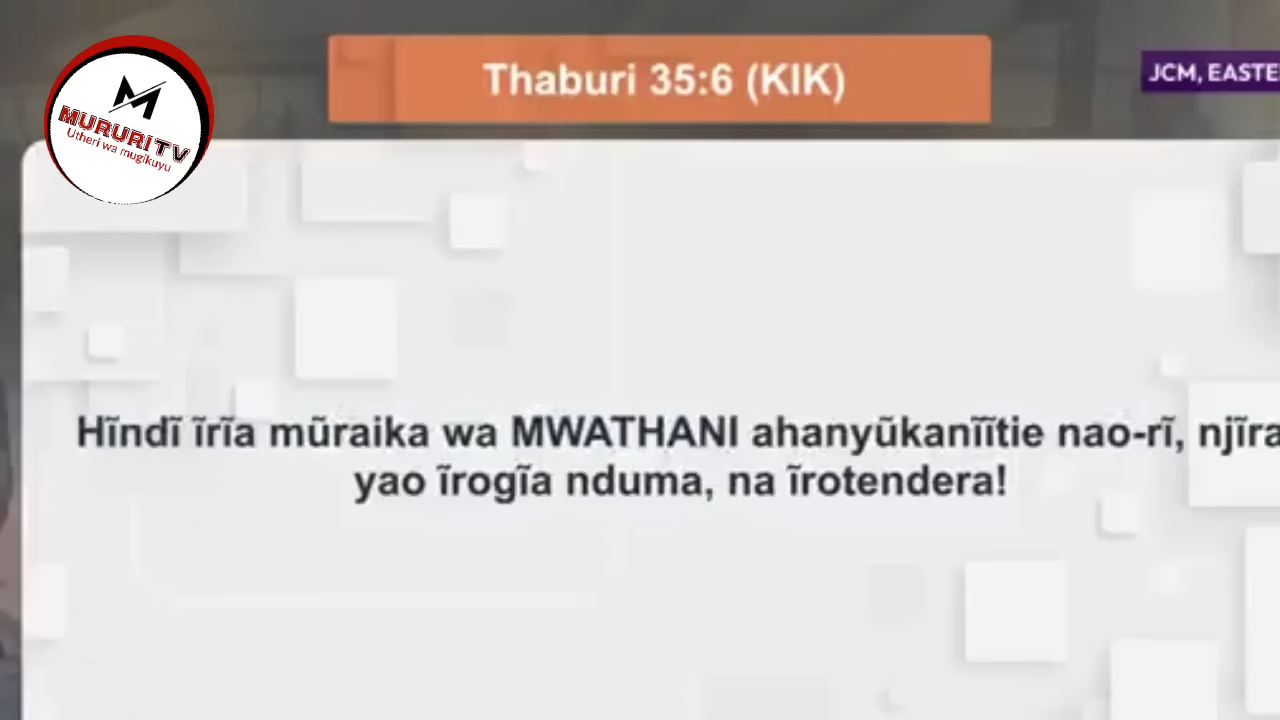 Thaburi 35:6 (KIK)
JCM, EASTE
MURURI TV
Utheri wa mugikuyu
Hĩndĩ ĩrĩa mũraika wa MWATHANI ahanyũkanĩĩtie nao-rĩ, njĩra
yao ĩrogĩa nduma, na ĩrotendera!